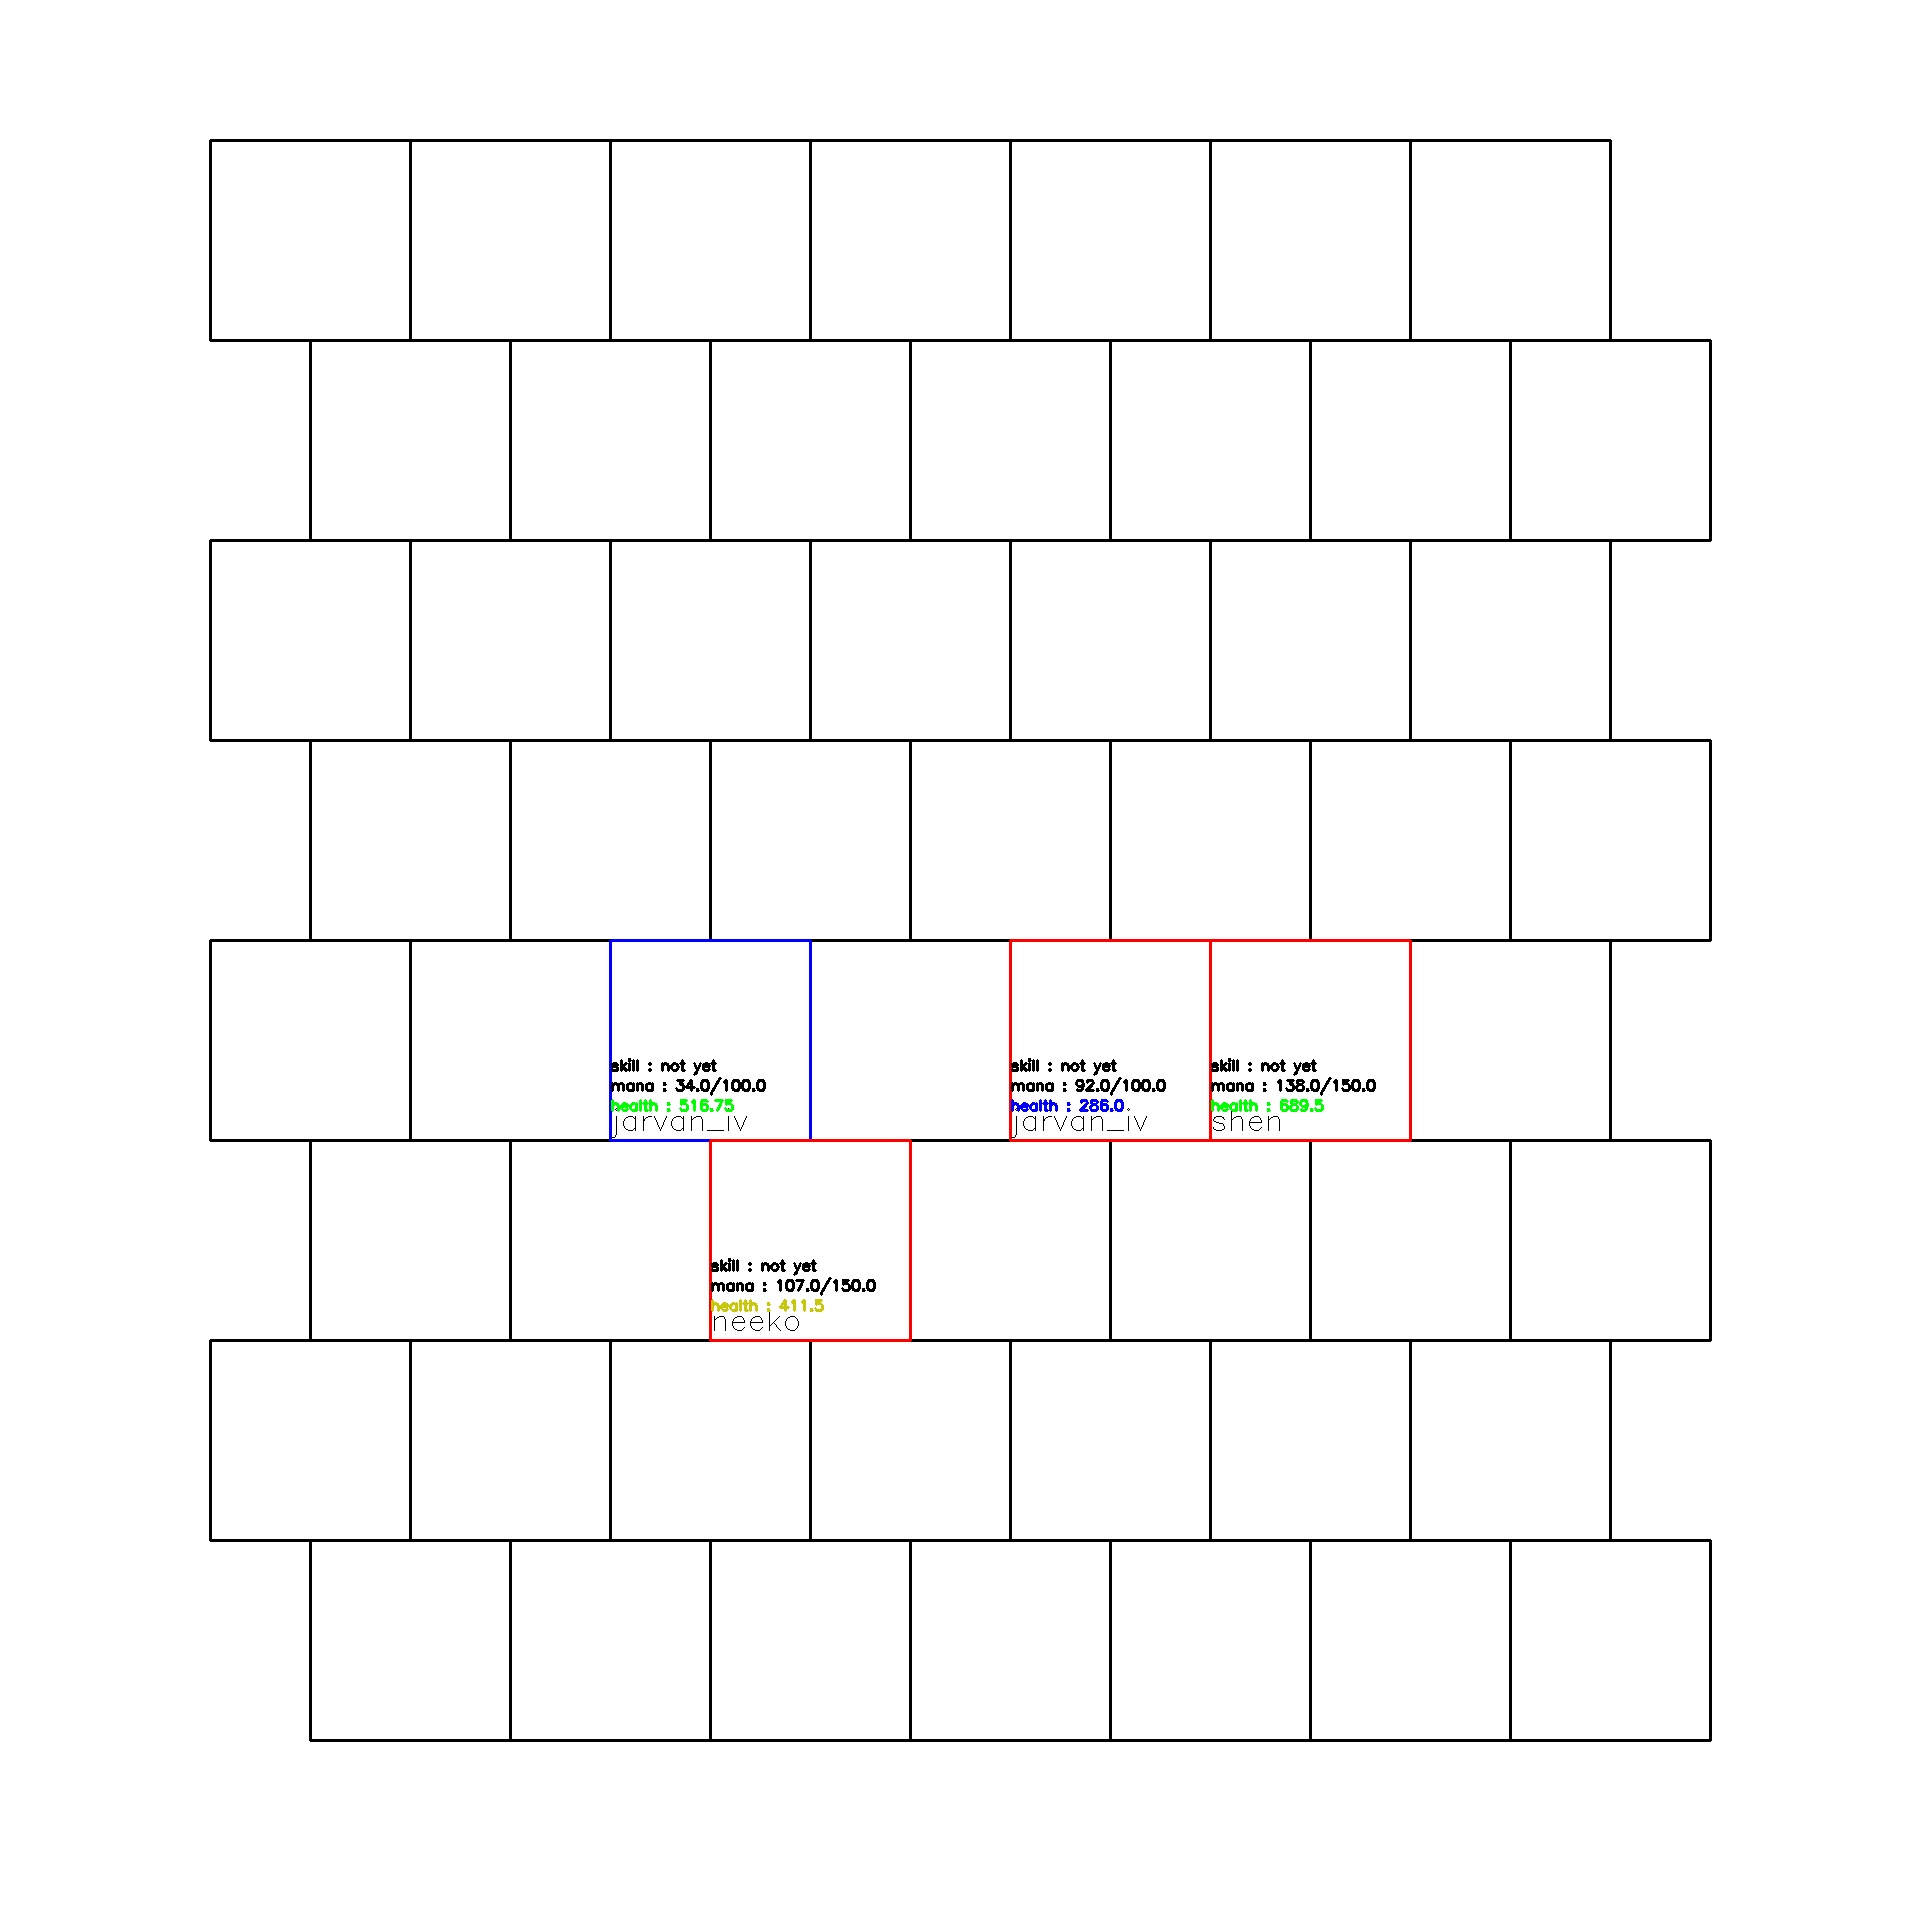 skill : not yet
mana : 34.0/100.0
health : 516.75
jarvan_iv
skill : not yet
mana : 92.0/100.0
health : 286.0
jarvan_iv
skill : not yet
mana : 138.0/150.0
health : 689.5
shen
skill : not yet
mana : 107.0/150.0
health : 411.5
neeko